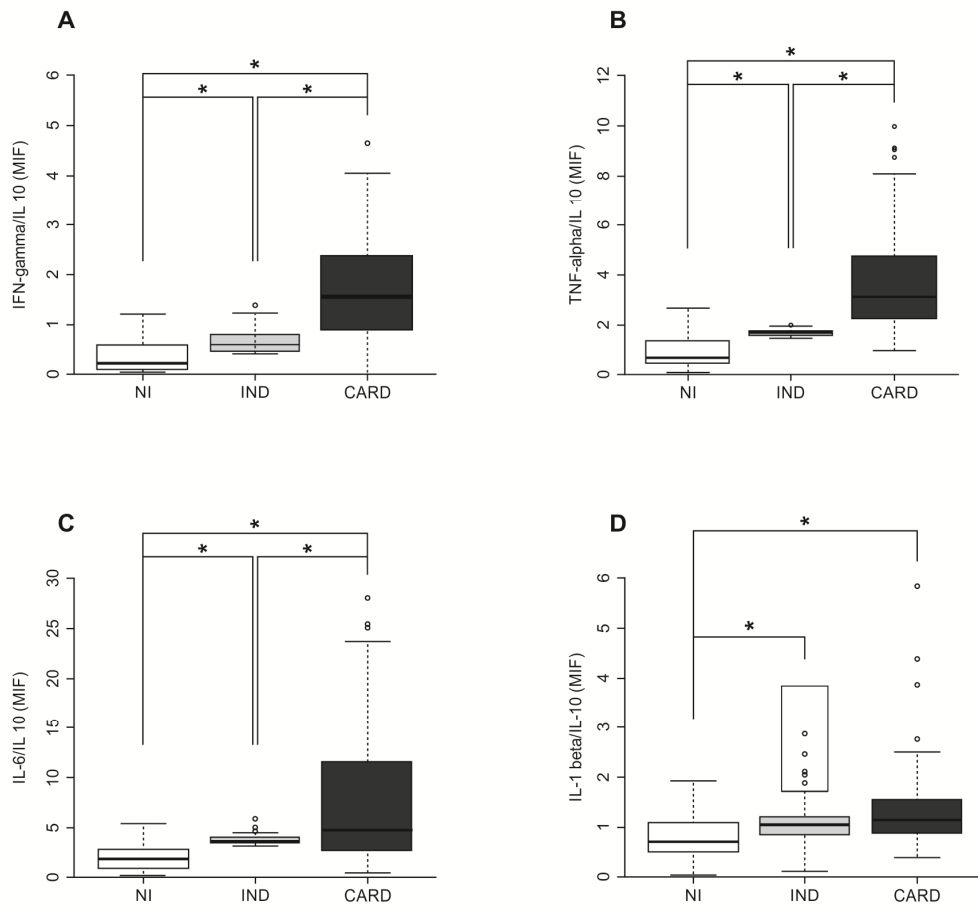 A
*
*
*
IFN-gamma/IL 10 (MIF)
6
5
4
3
2
1
0
NI
IND
CARD
B
*
*
*
TNF-alpha/IL 10 (MIF)
12
10
8
6
4
2
0
NI
IND
CARD
C
*
*
*
IL-6/IL 10 (MIF)
30
25
20
15
10
5
0
NI
IND
CARD
D
*
*
IL-1 beta/IL-10 (MIF)
6
5
4
3
2
1
0
NI
IND
CARD